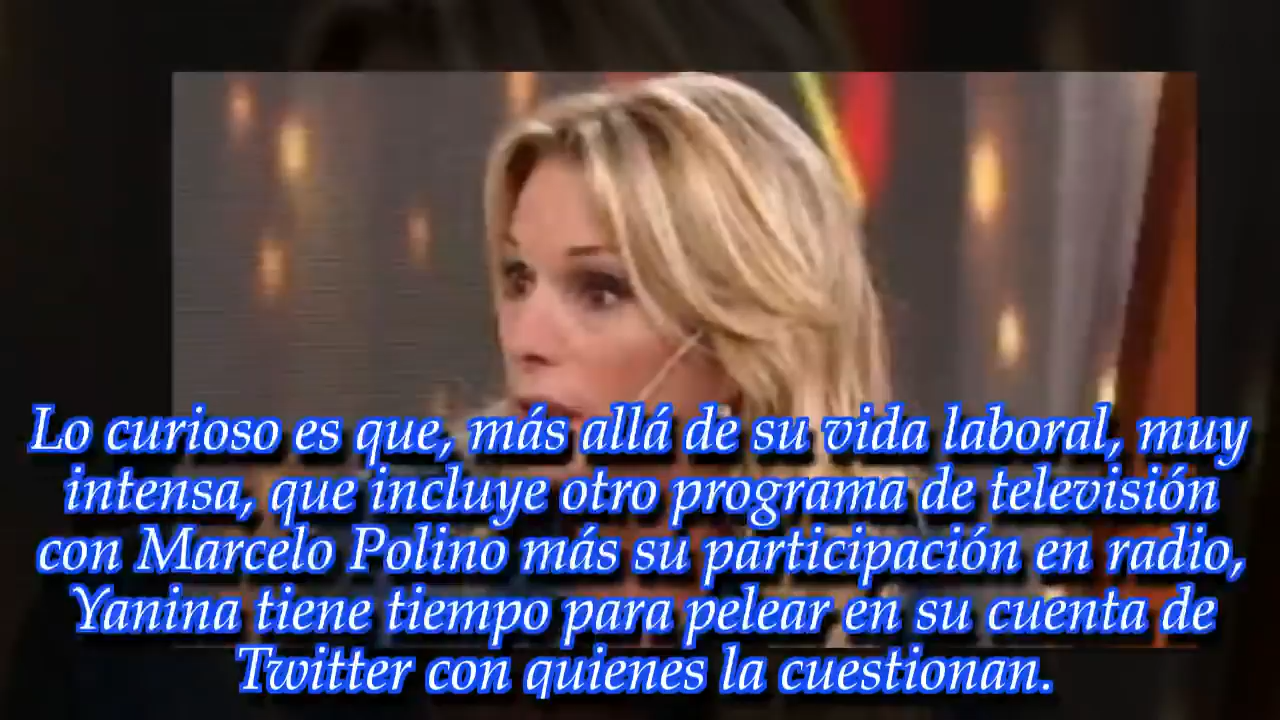 Lo curioso es que, más allá de su vida laboral, muy
intensa, que incluye otro programa de televisión
con Marcelo Polino más su participación en radio,
Yanina tiene tiempo para pelear en su cuenta de
Twitter con quienes la cuestionan.